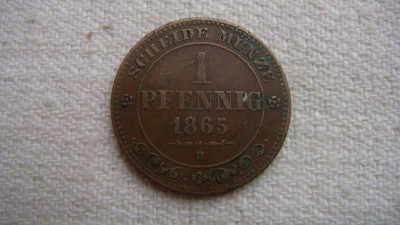 SCHEIDE MÜNZE
1
PFENNIG
1865
B